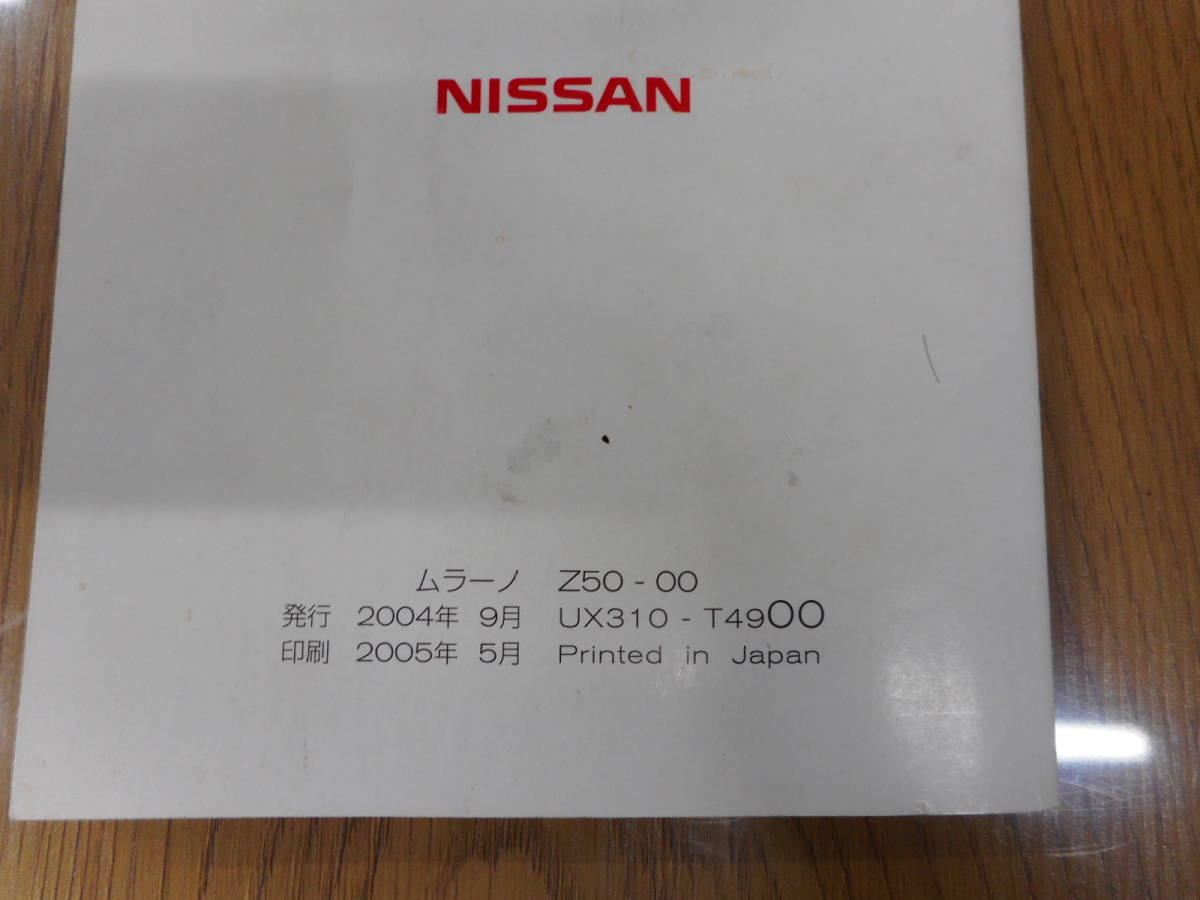 NISSAN
ムラーノ Z50-00
発行 2004年 9月 UX310-T4900
印刷 2005年 5月 Printed in Japan